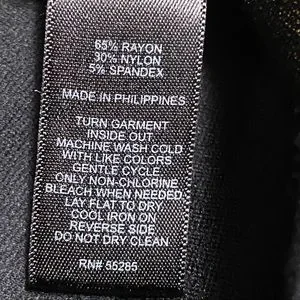 65% RAYON
30% NYLON
5% SPANDEX
MADE IN PHILIPPINES
TURN GARMENT
INSIDE OUT
MACHINE WASH COLD
WITH LIKE COLORS
GENTLE CYCLE,
ONLY NON-CHLORINE
BLEACH WHEN NEEDED,
LAY FLAT TO DRY
COOL IRON ON
REVERSE SIDE
DO NOT DRY CLEAN
RN# 55285